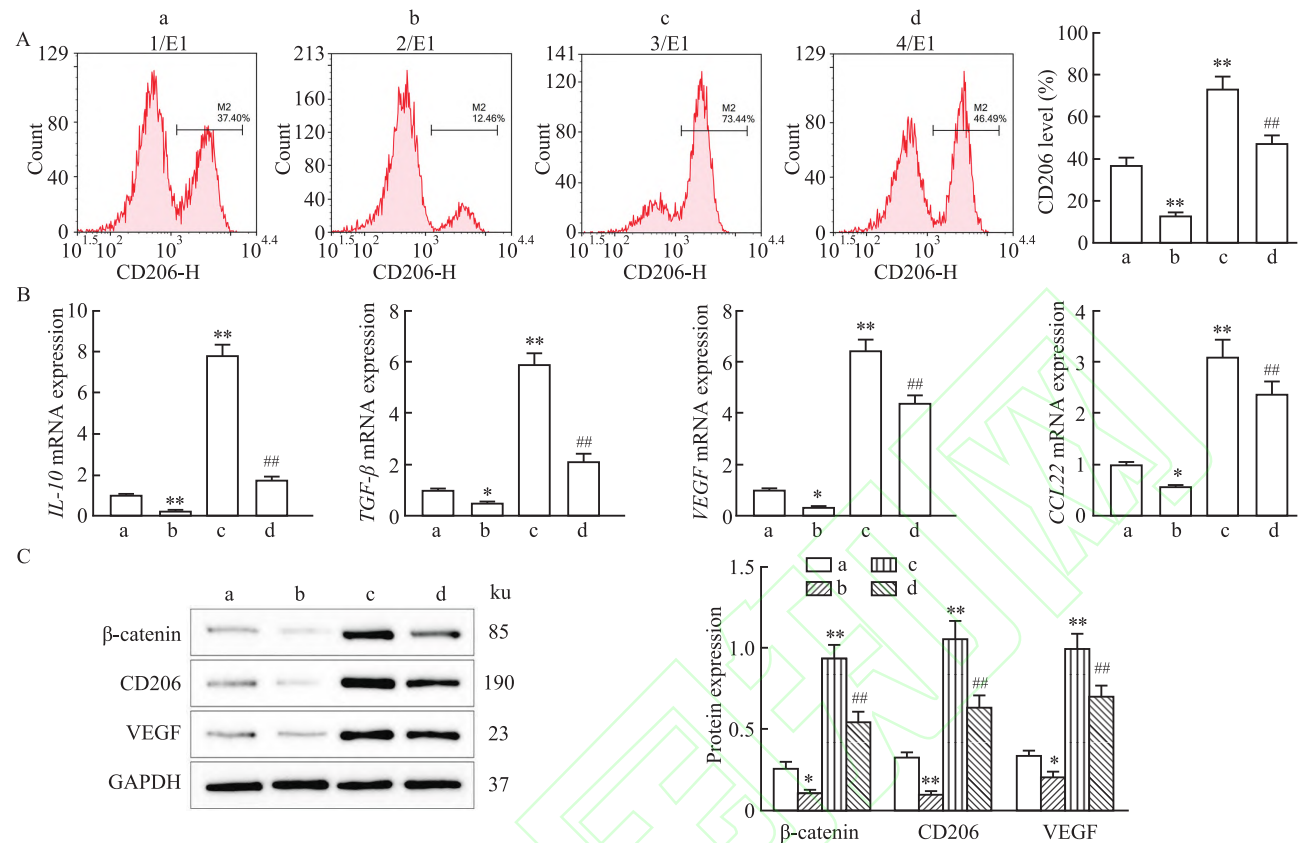 a
b
c
d
A
1/E1
129
80
40
0
Count
M2
37.40%
10^1.5 10^2 10^3 10^4.4
CD206-H
2/E1
213
160
120
80
40
0
Count
M2
12.46%
10^1.5 10^2 10^3 10^4.4
CD206-H
3/E1
141
120
80
40
0
Count
M2
73.44%
10^1.5 10^2 10^3 10^4.4
CD206-H
4/E1
129
80
40
0
Count
M2
46.49%
10^1.5 10^2 10^3 10^4.4
CD206-H
CD206 level (%)
100
80
60
40
20
0
** ** ##
a b c d
B
IL-10 mRNA expression
10
8
6
4
2
0
** ** ##
a b c d
TGF-β mRNA expression
8
6
4
2
0
* ** ##
a b c d
VEGF mRNA expression
8
6
4
2
0
* ** ##
a b c d
CCL22 mRNA expression
4
3
2
1
0
* ** ##
a b c d
C
a b c d ku
β-catenin 85
CD206 190
VEGF 23
GAPDH 37
Protein expression
1.5
1.0
0.5
0
a c
b d
* ** ##
** ** ##
* ** ##
β-catenin CD206 VEGF